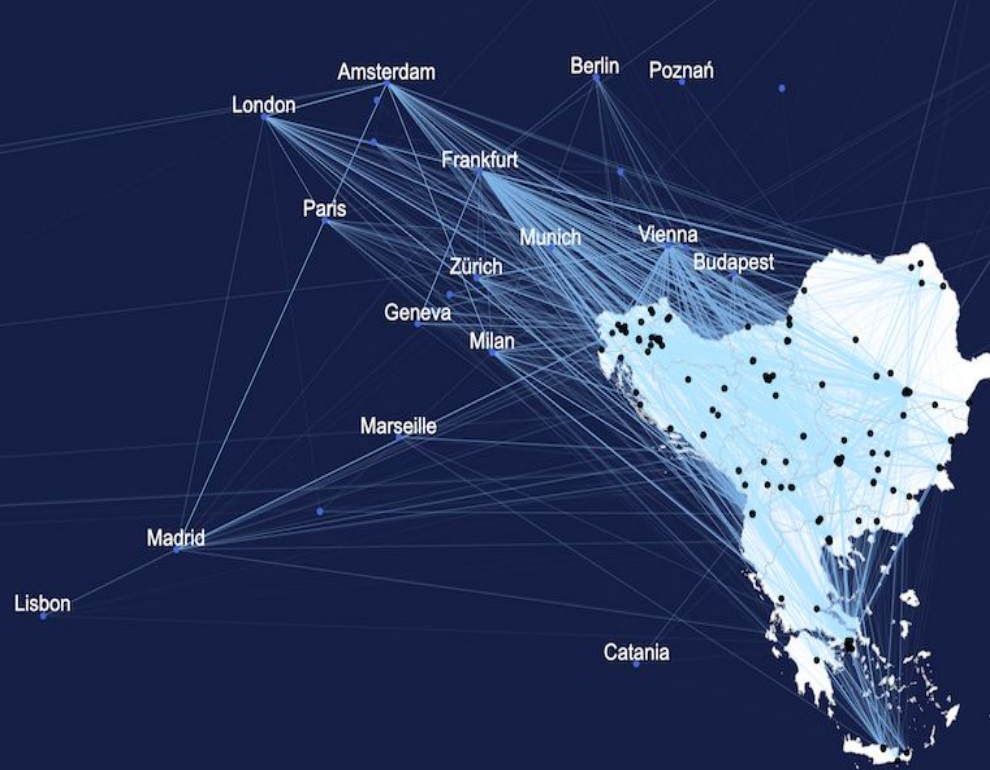 Amsterdam
Berlin
Poznań
London
Frankfurt
Paris
Munich
Vienna
Zürich
Budapest
Geneva
Milan
Marseille
Madrid
Lisbon
Catania